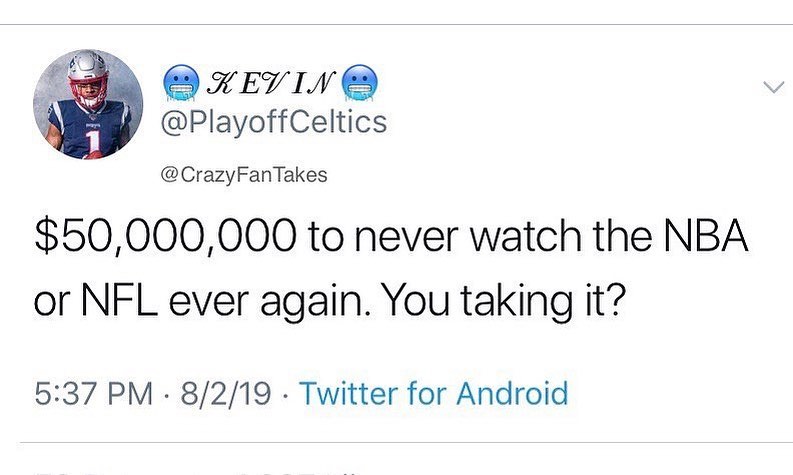 🥶 𝒦𝐸𝒱𝐼𝒩 🥶
@PlayoffCeltics
@CrazyFanTakes
$50,000,000 to never watch the NBA
or NFL ever again. You taking it?
5:37 PM · 8/2/19 · Twitter for Android